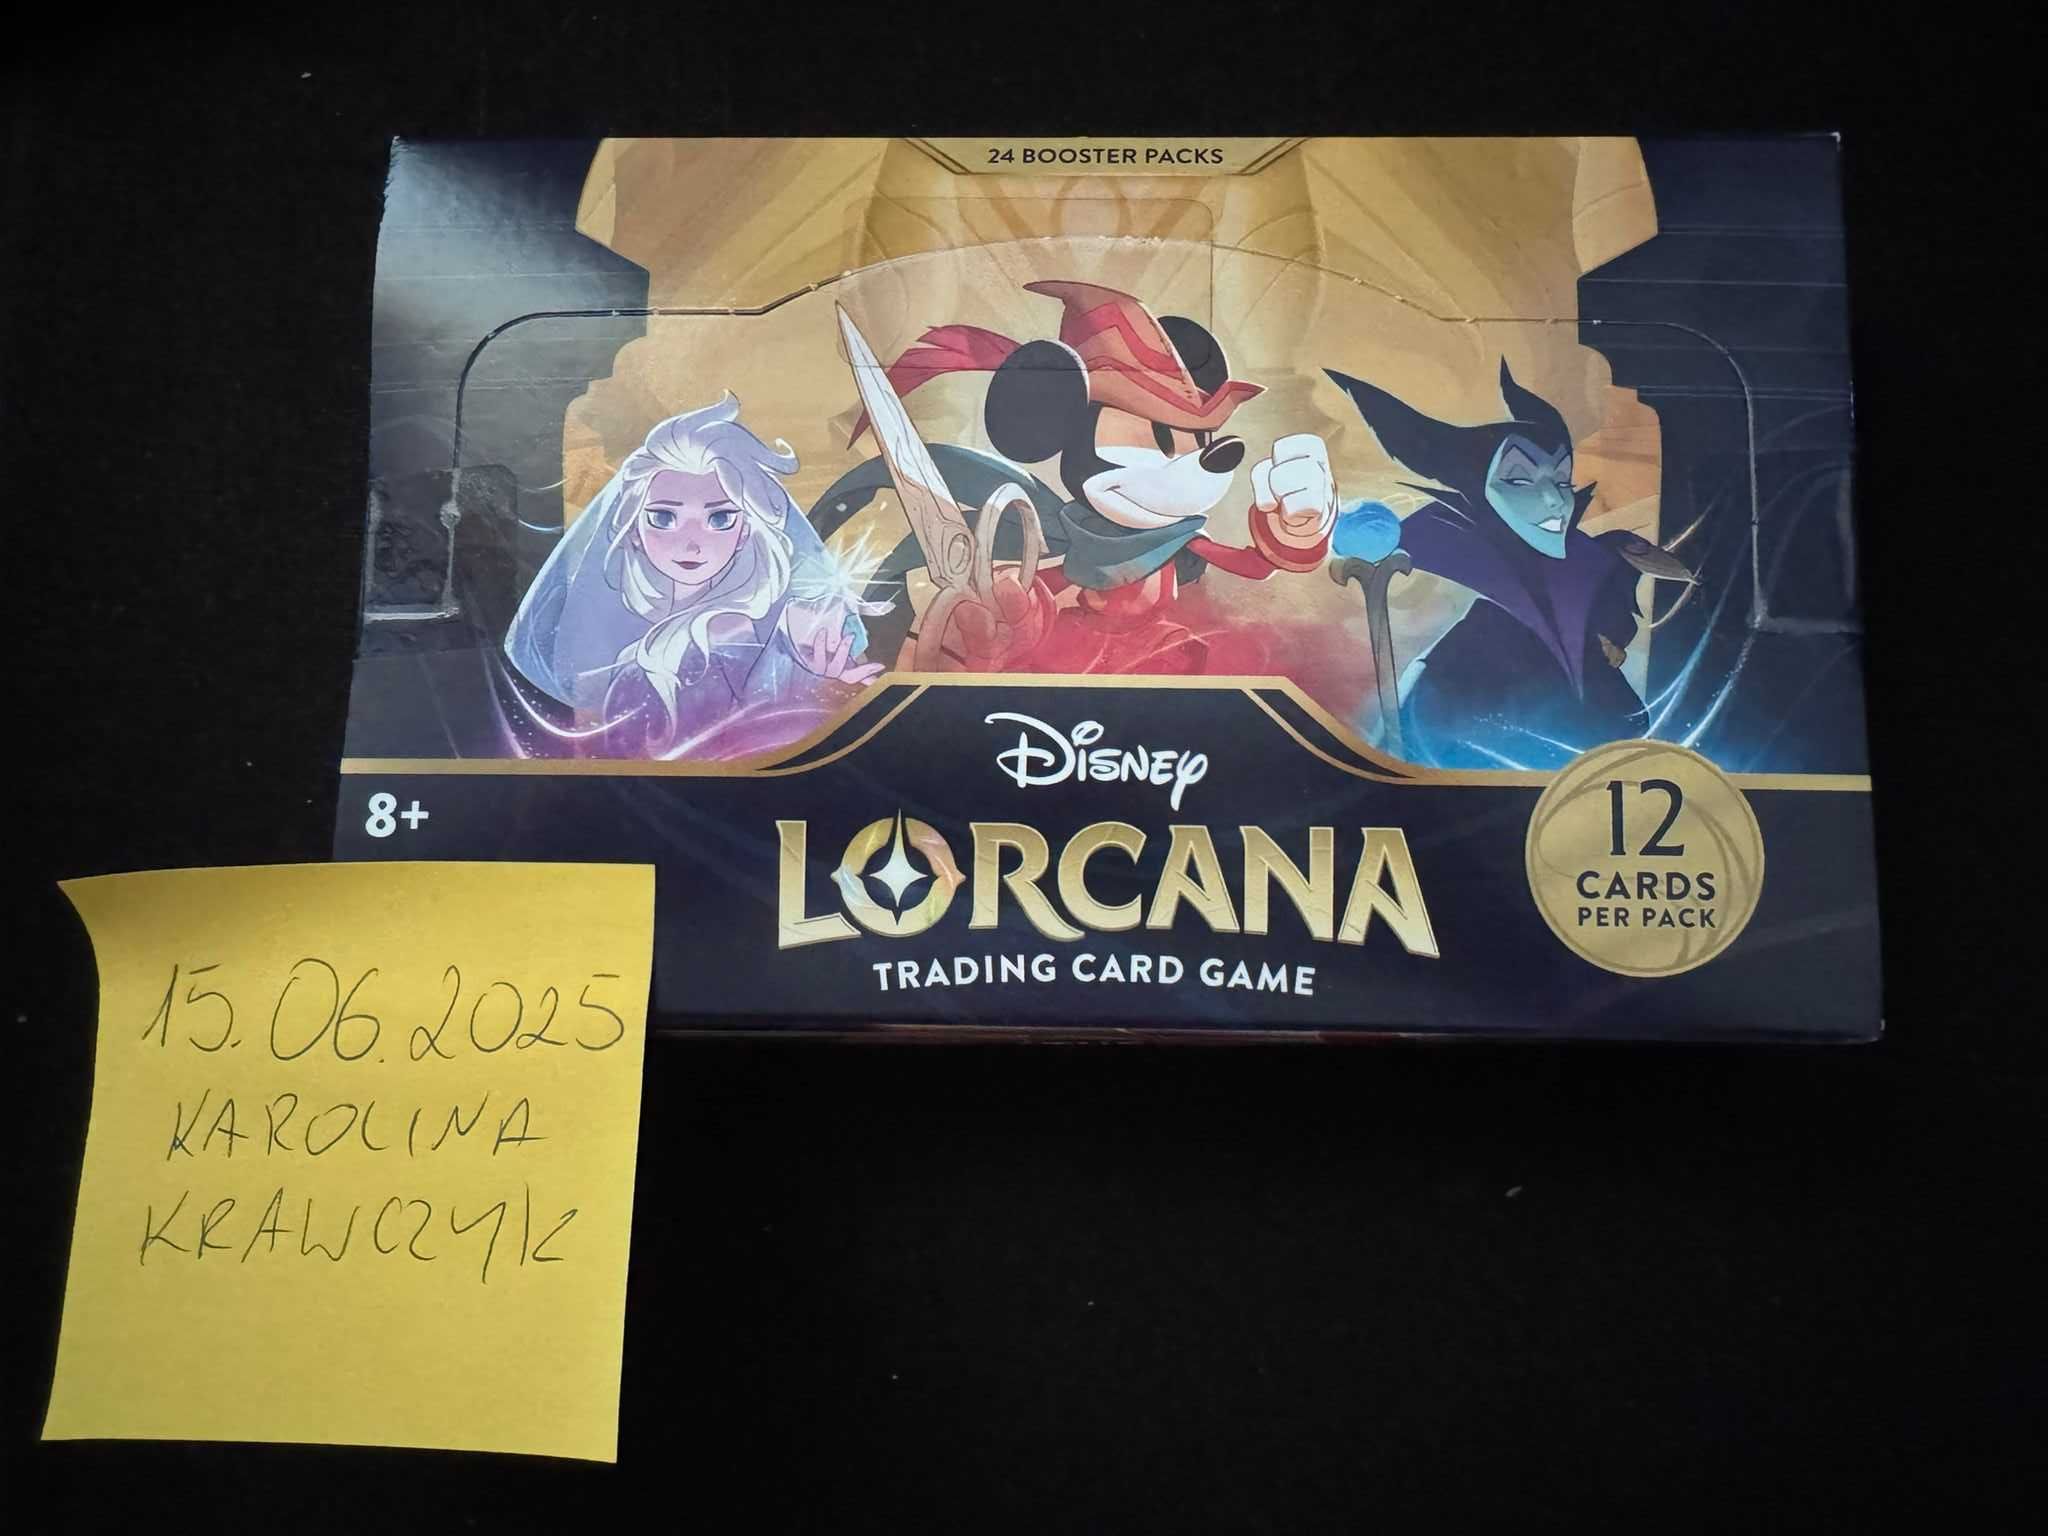 24 BOOSTER PACKS
8+
Disney
LORCANA
TRADING CARD GAME
12
CARDS
PER PACK
15.06.2025
KAROLINA
KRAWCZYK